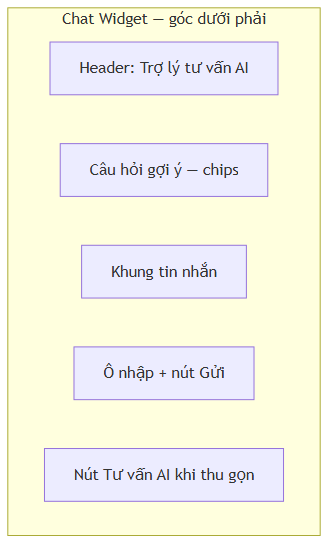 Chat Widget — góc dưới phải
Header: Trợ lý tư vấn AI
Câu hỏi gợi ý — chips
Khung tin nhắn
Ô nhập + nút Gửi
Nút Tư vấn AI khi thu gọn